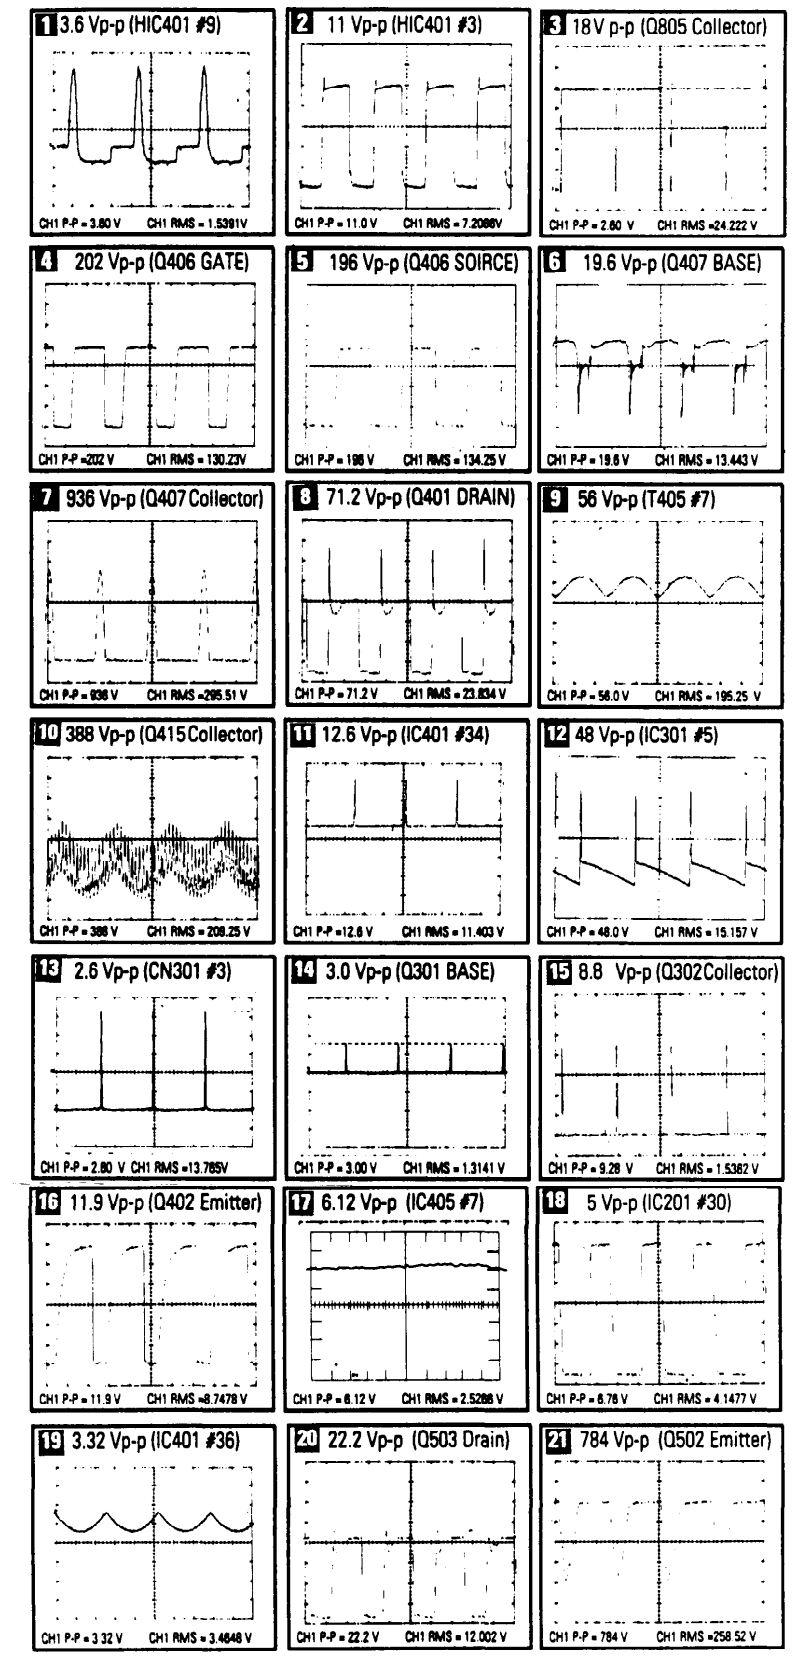 1 3.6 Vp-p (HIC401 #9)
CH1 P-P = 3.60 V CH1 RMS = 1.5391V
2 11 Vp-p (HIC401 #3)
CH1 P-P = 11.0 V CH1 RMS = 7.2066V
3 18V p-p (Q805 Collector)
CH1 P-P = 2.60 V CH1 RMS =24.222 V
4 202 Vp-p (Q406 GATE)
CH1 P-P =202 V CH1 RMS = 130.23V
5 196 Vp-p (Q406 SOIRCE)
CH1 P-P = 196 V CH1 RMS = 134.25 V
6 19.6 Vp-p (Q407 BASE)
CH1 P-P = 19.6 V CH1 RMS = 13.443 V
7 936 Vp-p (Q407 Collector)
CH1 P-P = 936 V CH1 RMS =295.51 V
8 71.2 Vp-p (Q401 DRAIN)
CH1 P-P = 71.2 V CH1 RMS = 23.834 V
9 56 Vp-p (T405 #7)
CH1 P-P = 56.0 V CH1 RMS = 195.25 V
10 388 Vp-p (Q415 Collector)
CH1 P-P = 388 V CH1 RMS = 209.25 V
11 12.6 Vp-p (IC401 #34)
CH1 P-P =12.6 V CH1 RMS = 11.403 V
12 48 Vp-p (IC301 #5)
CH1 P-P = 48.0 V CH1 RMS = 15.157 V
13 2.6 Vp-p (CN301 #3)
CH1 P-P = 2.60 V CH1 RMS =13.765V
14 3.0 Vp-p (Q301 BASE)
CH1 P-P = 3.00 V CH1 RMS = 1.3141 V
15 8.8 Vp-p (Q302 Collector)
CH1 P-P = 9.28 V CH1 RMS = 1.5362 V
16 11.9 Vp-p (Q402 Emitter)
CH1 P-P = 11.9 V CH1 RMS =8.7478 V
17 6.12 Vp-p (IC405 #7)
CH1 P-P = 6.12 V CH1 RMS = 2.5266 V
18 5 Vp-p (IC201 #30)
CH1 P-P = 6.76 V CH1 RMS = 4.1477 V
19 3.32 Vp-p (IC401 #36)
CH1 P-P = 3.32 V CH1 RMS = 3.4648 V
20 22.2 Vp-p (Q503 Drain)
CH1 P-P = 22.2 V CH1 RMS = 12.002 V
21 784 Vp-p (Q502 Emitter)
CH1 P-P = 784 V CH1 RMS =258.52 V